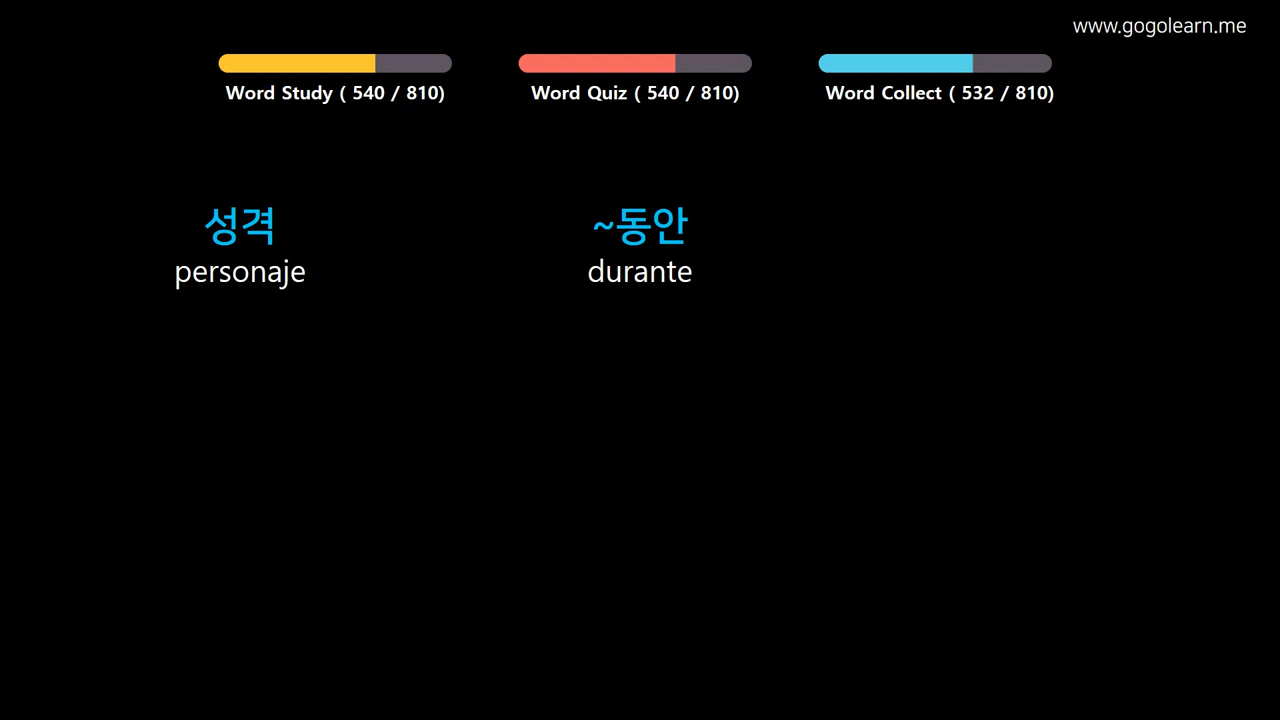 www.gogolearn.me
Word Study ( 540 / 810)
Word Quiz ( 540 / 810)
Word Collect ( 532 / 810)
성격
personaje
~동안
durante